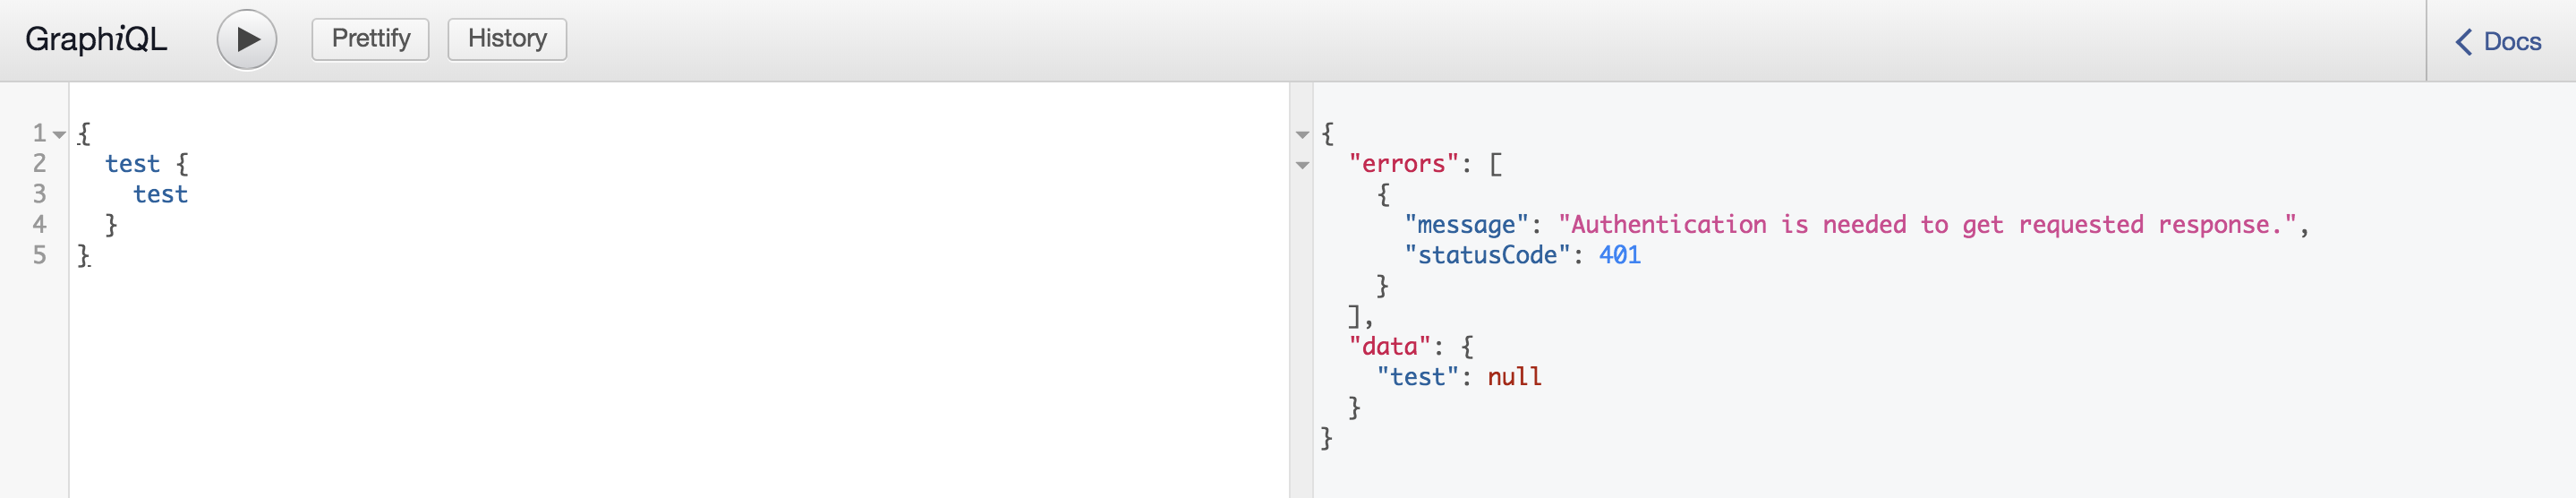 GraphiQL Prettify History Docs
1 {
2   test {
3     test
4   }
5 }
{
  "errors": [
    {
      "message": "Authentication is needed to get requested response.",
      "statusCode": 401
    }
  ],
  "data": {
    "test": null
  }
}